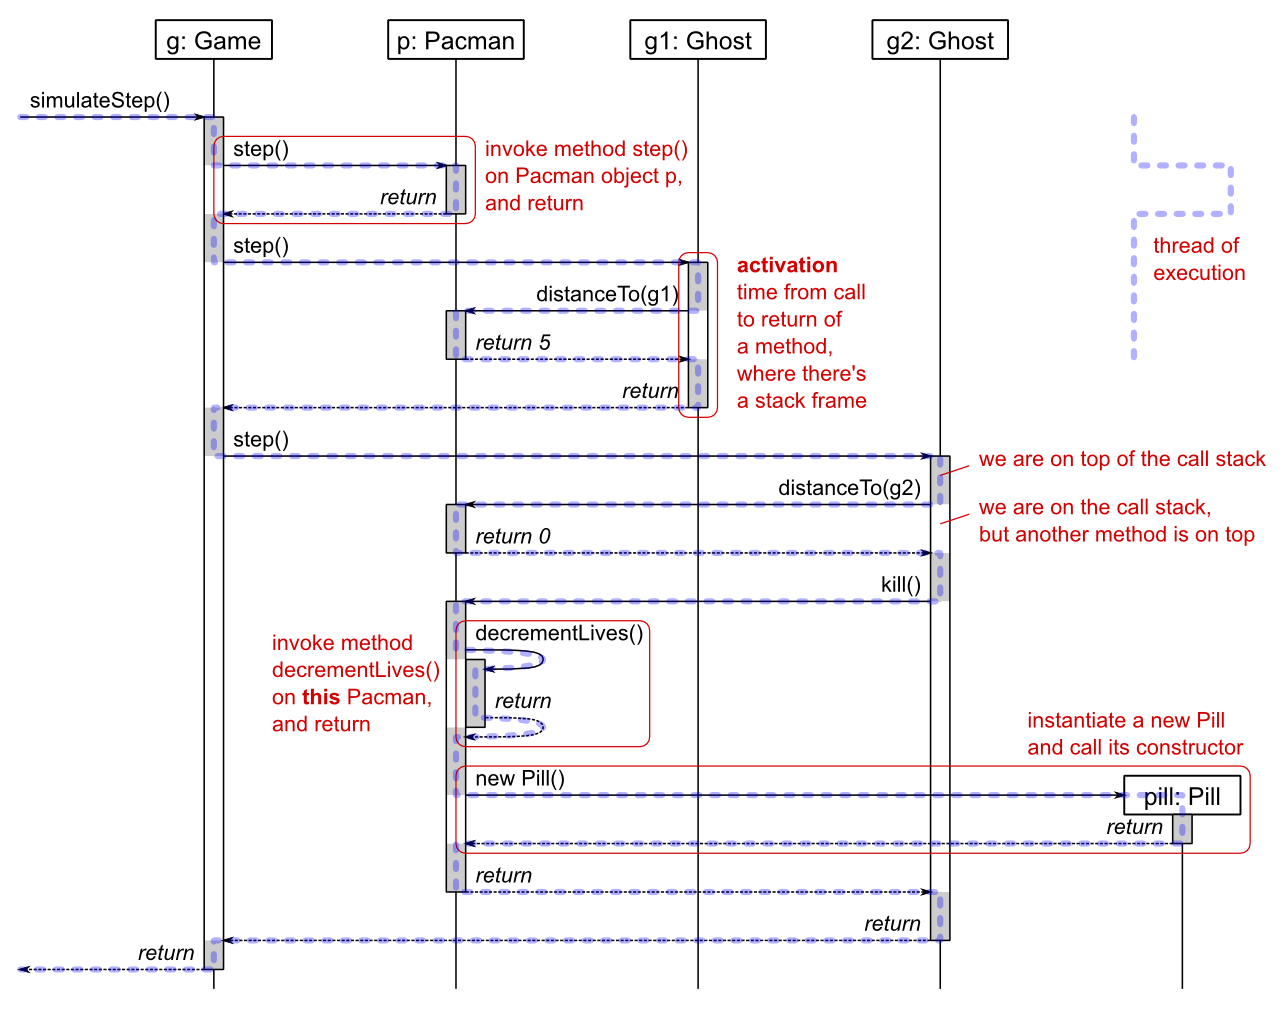 g: Game
p: Pacman
g1: Ghost
g2: Ghost
simulateStep()
step()
invoke method step()
on Pacman object p,
and return
return
step()
thread of
execution
activation
time from call
to return of
a method,
where there's
a stack frame
distanceTo(g1)
return 5
return
step()
we are on top of the call stack
distanceTo(g2)
we are on the call stack,
but another method is on top
return 0
kill()
invoke method
decrementLives()
on this Pacman,
and return
decrementLives()
return
instantiate a new Pill
and call its constructor
new Pill()
pill: Pill
return
return
return
return